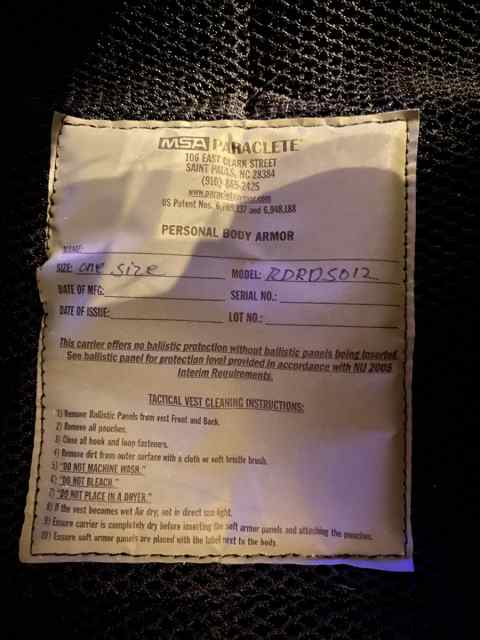 MSA PARACLETE
106 EAST CLARK STREET
SAINT PAULS, NC 28384
(910) 865-2425
www.paracletearmor.com
US Patent Nos. 6,769,137 and 6,948,188
PERSONAL BODY ARMOR
NAME:
SIZE: one size MODEL: RDRDS012
DATE OF MFG: SERIAL NO.:
DATE OF ISSUE: LOT NO.:
This carrier offers no ballistic protection without ballistic panels being inserted.
See ballistic panel for protection level provided in accordance with NIJ 2005
Interim Requirements.
TACTICAL VEST CLEANING INSTRUCTIONS:
1) Remove Ballistic Panels from vest Front and Back.
2) Remove all pouches.
3) Close all hook and loop fasteners.
4) Remove dirt from outer surface with a cloth or soft bristle brush.
5) "DO NOT MACHINE WASH."
6) "DO NOT BLEACH."
7) "DO NOT PLACE IN A DRYER."
8) If the vest becomes wet Air dry, not in direct sun light.
9) Ensure carrier is completely dry before inserting the soft armor panels and attaching the pouches.
10) Ensure soft armor panels are placed with the label next to the body.